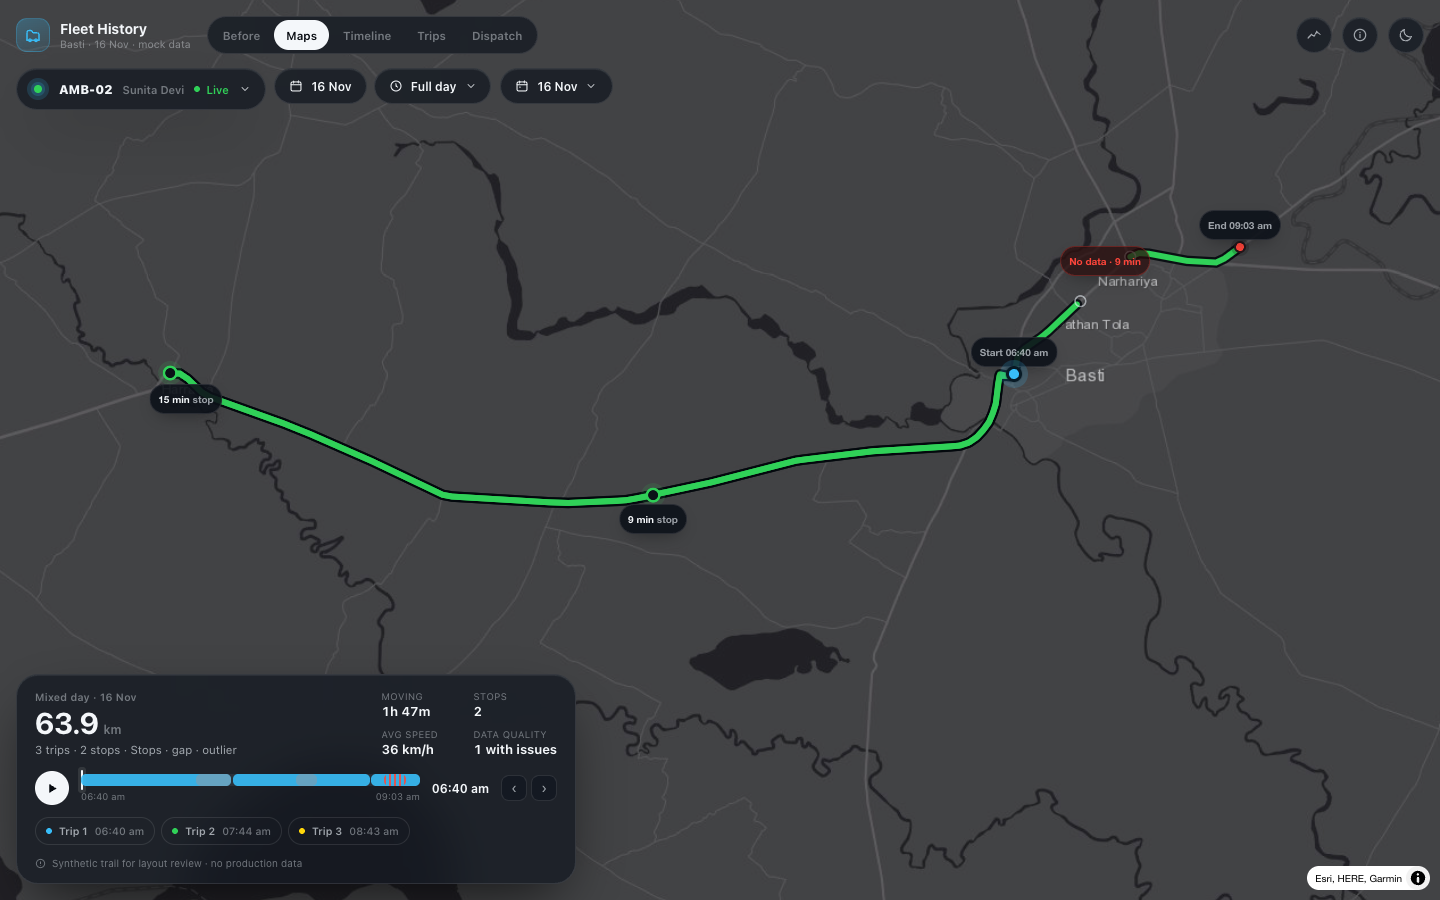 Fleet History
Basti · 16 Nov · mock data
Before
Maps
Timeline
Trips
Dispatch
AMB-02 Sunita Devi Live
16 Nov
Full day
16 Nov
End 09:03 am
No data · 9 min
Narhariya
athan Tola
Start 06:40 am
Basti
15 min stop
9 min stop
Mixed day · 16 Nov
63.9 km
3 trips · 2 stops · Stops · gap · outlier
MOVING
1h 47m
STOPS
2
AVG SPEED
36 km/h
DATA QUALITY
1 with issues
06:40 am
09:03 am
06:40 am
Trip 1 06:40 am
Trip 2 07:44 am
Trip 3 08:43 am
Synthetic trail for layout review · no production data
Esri, HERE, Garmin